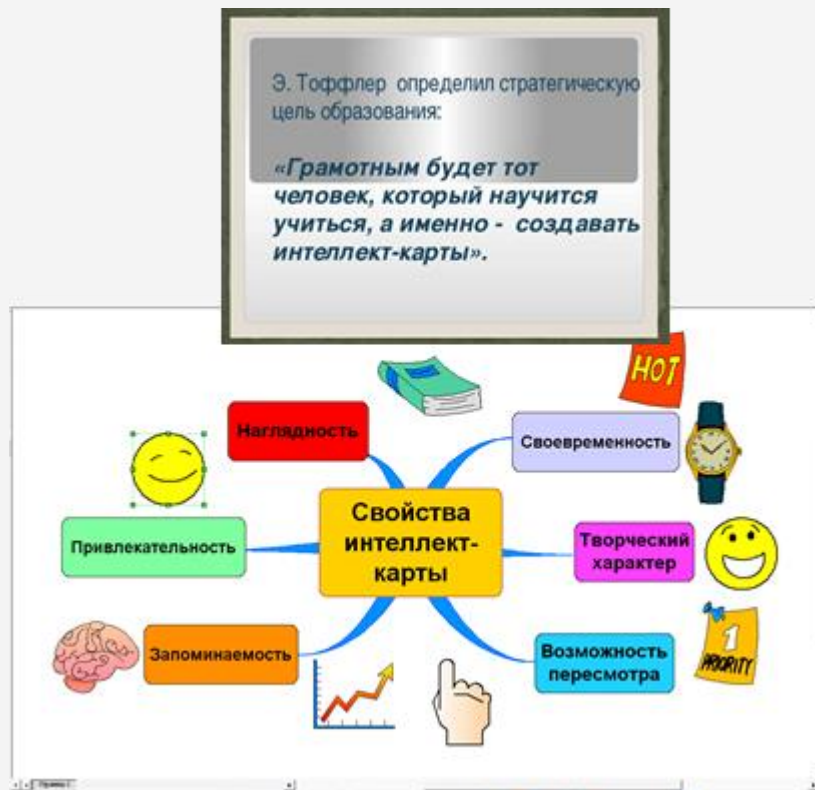 Э. Тоффлер определил стратегическую
цель образования:
«Грамотным будет тот
человек, который научится
учиться, а именно - создавать
интеллект-карты».
HOT
Наглядность
Своевременность
Свойства
интеллект-
карты
Привлекательность
Творческий
характер
Запоминаемость
Возможность
пересмотра
1
PRIORITY